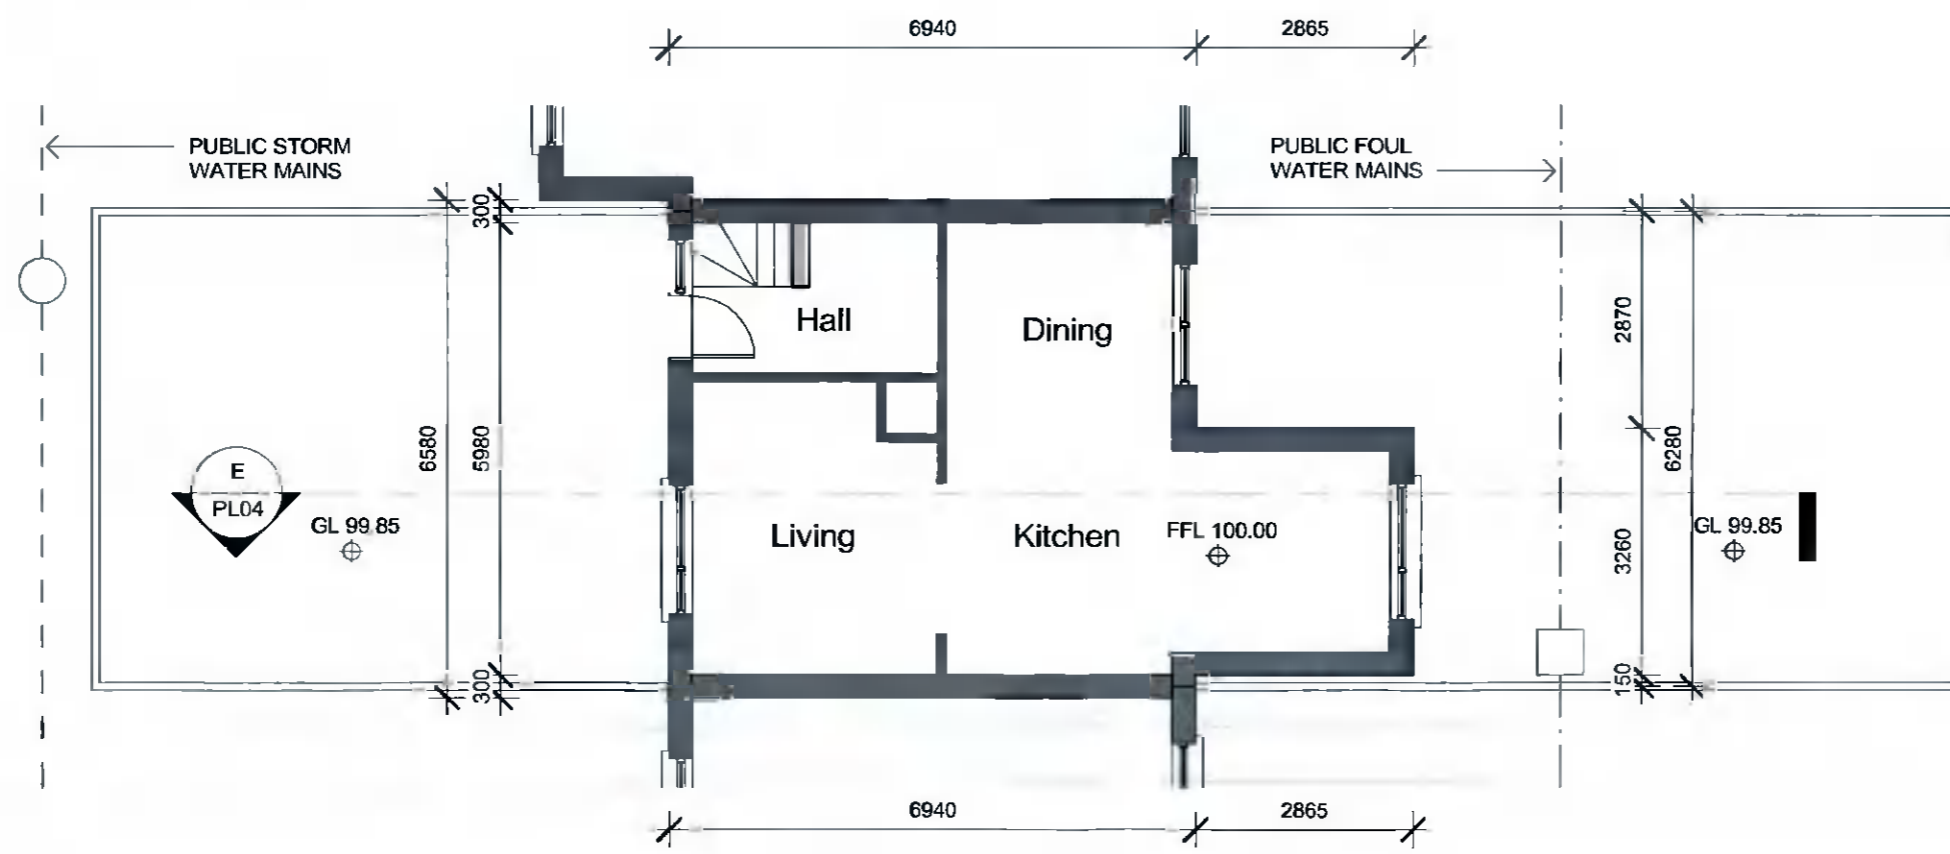 6940
2865
PUBLIC STORM
WATER MAINS
PUBLIC FOUL
WATER MAINS
300
Hall
Dining
2870
6580
5980
6280
E
PL04
GL 99.85
Living
Kitchen
FFL 100.00
3260
GL 99.85
300
150
6940
2865